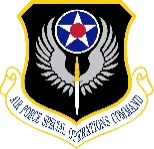 AIR FORCE SPECIAL OPERATIONS COMMAND